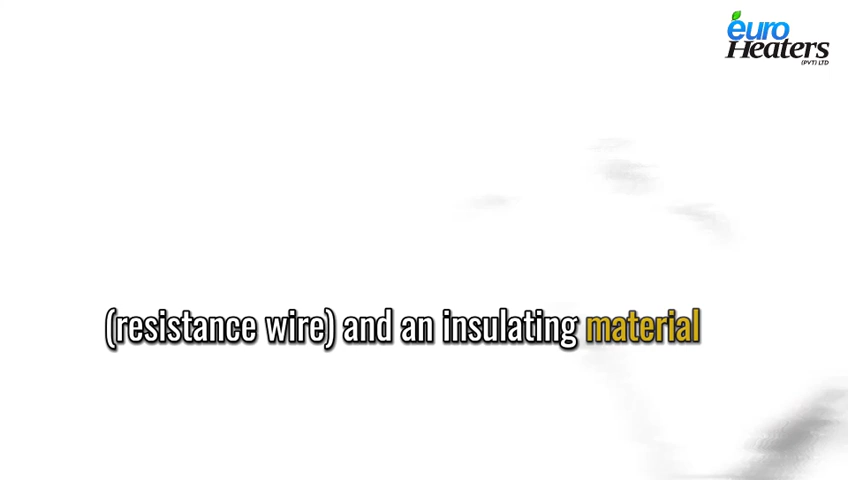 euro
Heaters
(PVT) LTD
(resistance wire) and an insulating material